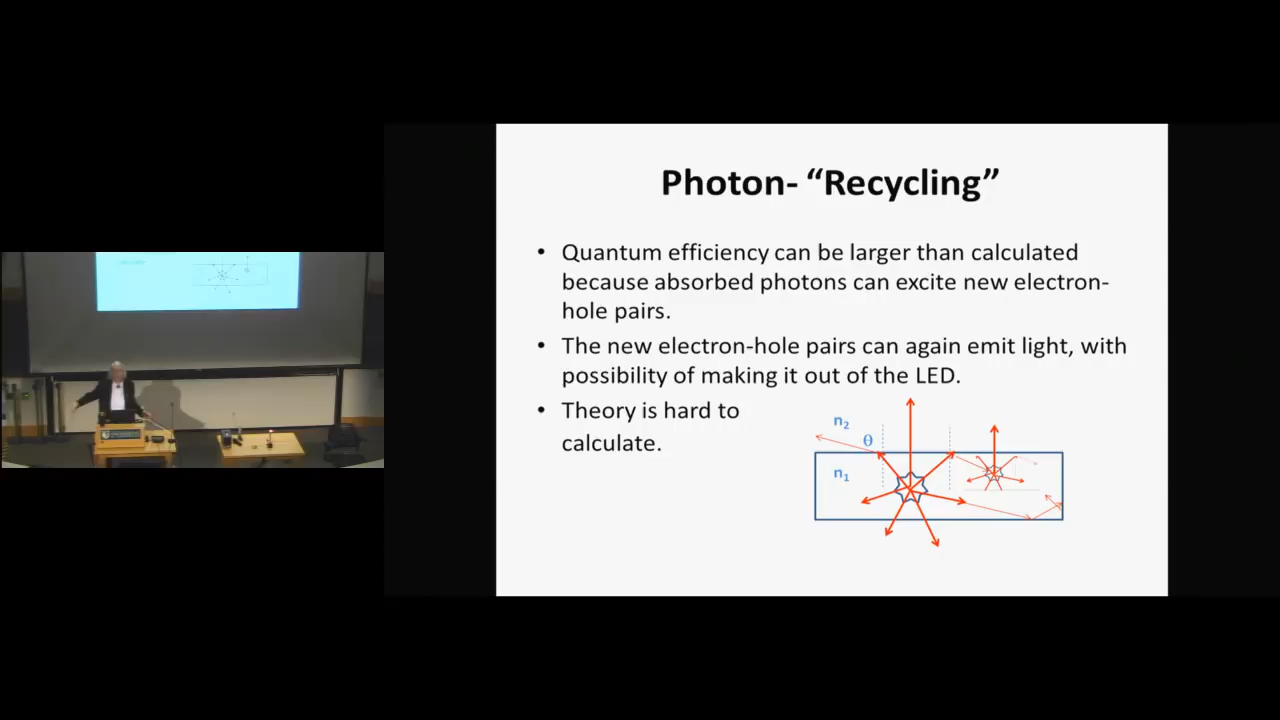 Photon- “Recycling”
• Quantum efficiency can be larger than calculated
because absorbed photons can excite new electron-
hole pairs.
• The new electron-hole pairs can again emit light, with
possibility of making it out of the LED.
• Theory is hard to
calculate.
n₂
θ
n₁